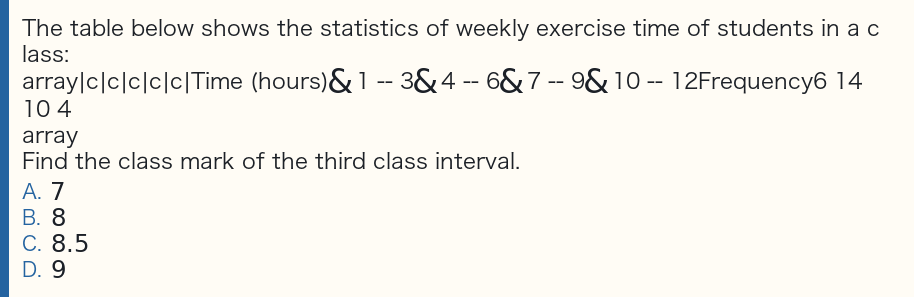 The table below shows the statistics of weekly exercise time of students in a c
lass:
array|c|c|c|c|c|Time (hours)& 1 -- 3& 4 -- 6& 7 -- 9& 10 -- 12Frequency6 14
10 4
array
Find the class mark of the third class interval.
A. 7
B. 8
C. 8.5
D. 9